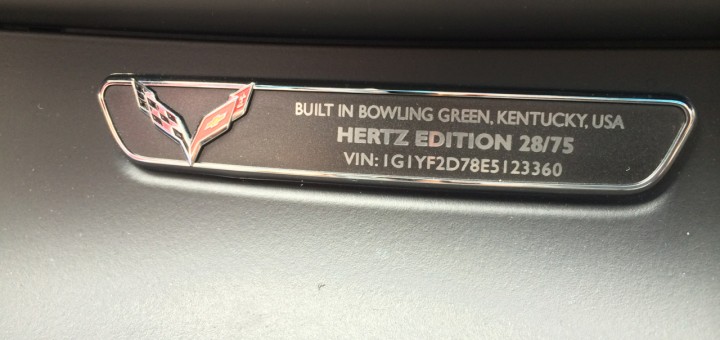 BUILT IN BOWLING GREEN, KENTUCKY, USA
HERTZ EDITION 28/75
VIN: 1G1YF2D78E5123360